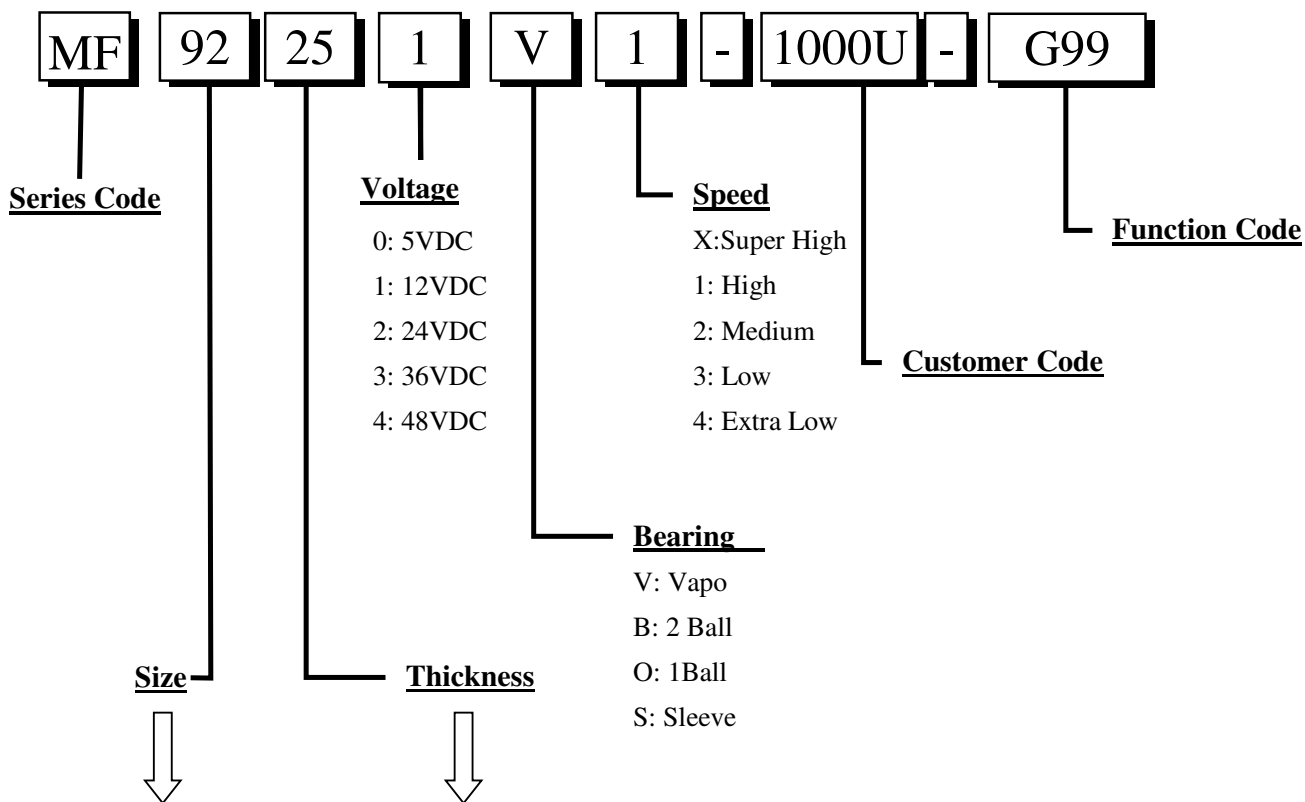 MF 92 25 1 V 1 - 1000U - G99
Series Code
Voltage
0: 5VDC
1: 12VDC
2: 24VDC
3: 36VDC
4: 48VDC
Speed
X:Super High
1: High
2: Medium
3: Low
4: Extra Low
Function Code
Customer Code
Bearing
V: Vapo
B: 2 Ball
O: 1Ball
S: Sleeve
Size
Thickness